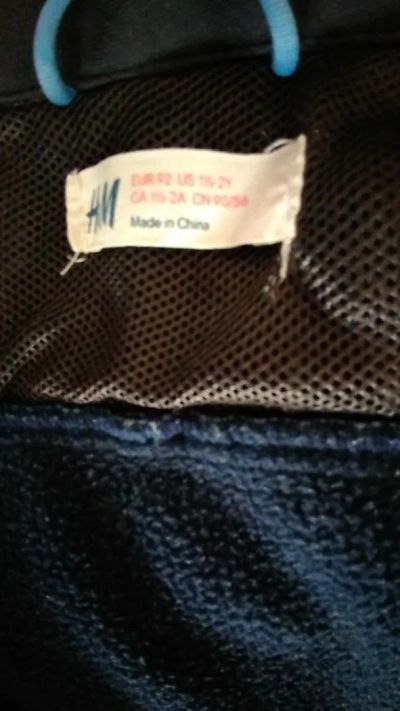 H&M
EUR 92 US 1½-2Y
CA 1½-2A CN 90/56
Made in China